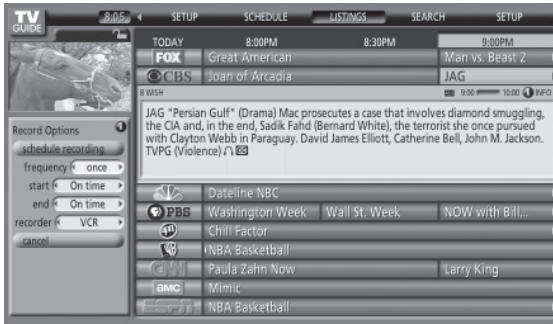 TV GUIDE 8:05 SETUP SCHEDULE LISTINGS SEARCH SETUP
TODAY 8:00PM 8:30PM 9:00PM
FOX Great American Man vs. Beast 2
CBS Joan of Arcadia JAG
8 WISH 9:00 10:00 INFO
JAG "Persian Gulf" (Drama) Mac prosecutes a case that involves diamond smuggling,
the CIA and, in the end, Sadik Fahd (Bernard White), the terrorist she once pursued
with Clayton Webb in Paraguay. David James Elliott, Catherine Bell, John M. Jackson.
TVPG (Violence)
Record Options
schedule recording
frequency once
start On time
end On time
recorder VCR
cancel
Dateline NBC
PBS Washington Week Wall St. Week NOW with Bill...
Chill Factor
NBA Basketball
CNN Paula Zahn Now Larry King
amc Mimic
NBA Basketball